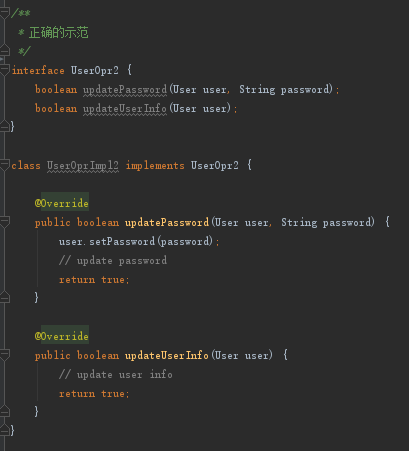 /**
 * 正确的示范
 */
interface UserOpr2 {
    boolean updatePassword(User user, String password);
    boolean updateUserInfo(User user);
}
class UserOprImpl2 implements UserOpr2 {
    @Override
    public boolean updatePassword(User user, String password) {
        user.setPassword(password);
        // update password
        return true;
    }
    @Override
    public boolean updateUserInfo(User user) {
        // update user info
        return true;
    }
}